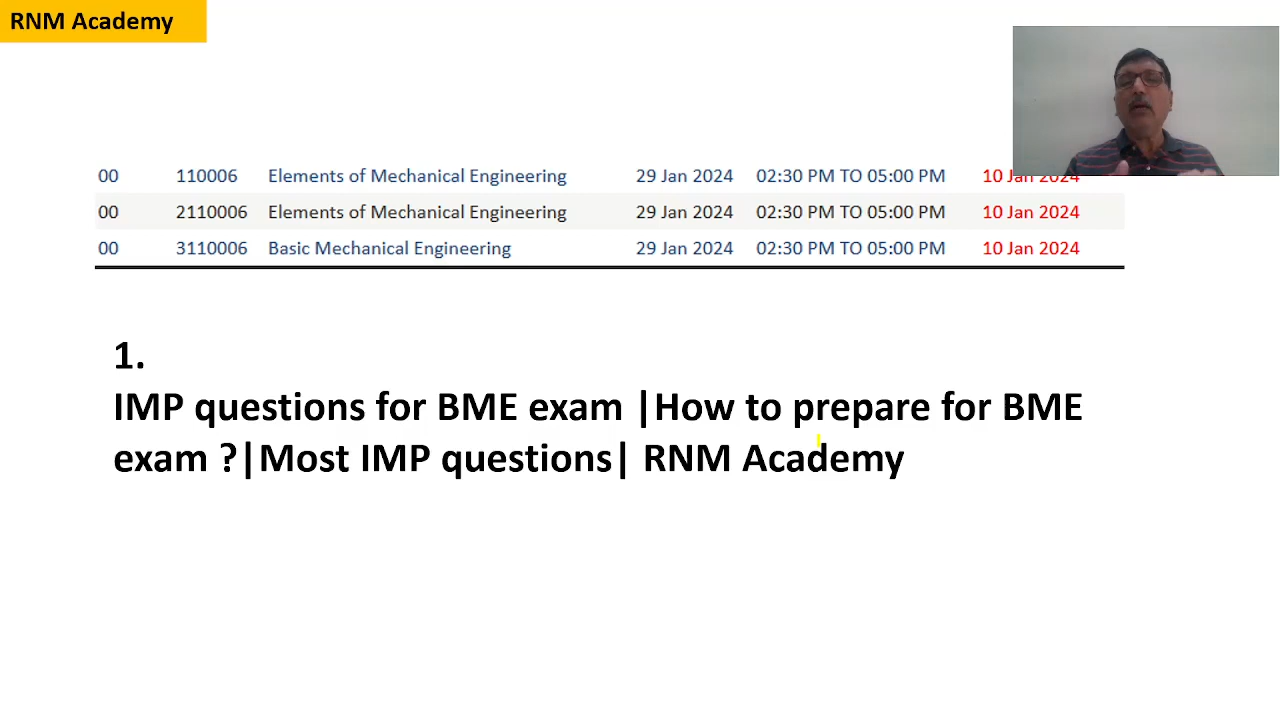 RNM Academy
00 110006 Elements of Mechanical Engineering 29 Jan 2024 02:30 PM TO 05:00 PM 10 Jan 2024
00 2110006 Elements of Mechanical Engineering 29 Jan 2024 02:30 PM TO 05:00 PM 10 Jan 2024
00 3110006 Basic Mechanical Engineering 29 Jan 2024 02:30 PM TO 05:00 PM 10 Jan 2024
1.
IMP questions for BME exam |How to prepare for BME
exam ?|Most IMP questions| RNM Academy